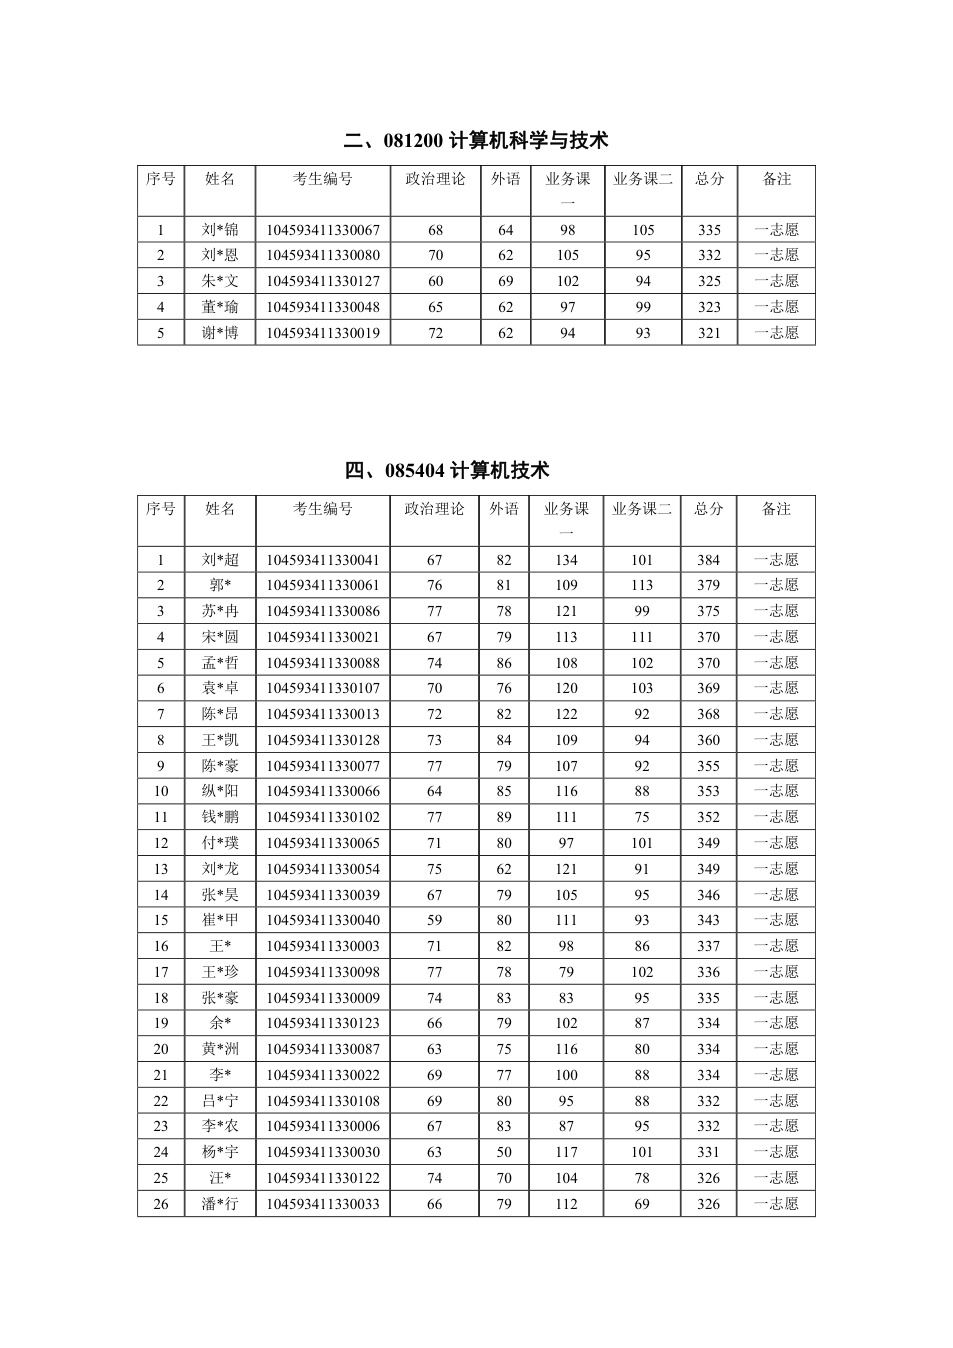 二、081200 计算机科学与技术
序号 姓名 考生编号 政治理论 外语 业务课一 业务课二 总分 备注
1 刘*锦 104593411330067 68 64 98 105 335 一志愿
2 刘*恩 104593411330080 70 62 105 95 332 一志愿
3 朱*文 104593411330127 60 69 102 94 325 一志愿
4 董*瑜 104593411330048 65 62 97 99 323 一志愿
5 谢*博 104593411330019 72 62 94 93 321 一志愿
四、085404 计算机技术
序号 姓名 考生编号 政治理论 外语 业务课一 业务课二 总分 备注
1 刘*超 104593411330041 67 82 134 101 384 一志愿
2 郭* 104593411330061 76 81 109 113 379 一志愿
3 苏*冉 104593411330086 77 78 121 99 375 一志愿
4 宋*圆 104593411330021 67 79 113 111 370 一志愿
5 孟*哲 104593411330088 74 86 108 102 370 一志愿
6 袁*卓 104593411330107 70 76 120 103 369 一志愿
7 陈*昂 104593411330013 72 82 122 92 368 一志愿
8 王*凯 104593411330128 73 84 109 94 360 一志愿
9 陈*豪 104593411330077 77 79 107 92 355 一志愿
10 纵*阳 104593411330066 64 85 116 88 353 一志愿
11 钱*鹏 104593411330102 77 89 111 75 352 一志愿
12 付*璞 104593411330065 71 80 97 101 349 一志愿
13 刘*龙 104593411330054 75 62 121 91 349 一志愿
14 张*昊 104593411330039 67 79 105 95 346 一志愿
15 崔*甲 104593411330040 59 80 111 93 343 一志愿
16 王* 104593411330003 71 82 98 86 337 一志愿
17 王*珍 104593411330098 77 78 79 102 336 一志愿
18 张*豪 104593411330009 74 83 83 95 335 一志愿
19 余* 104593411330123 66 79 102 87 334 一志愿
20 黄*洲 104593411330087 63 75 116 80 334 一志愿
21 李* 104593411330022 69 77 100 88 334 一志愿
22 吕*宁 104593411330108 69 80 95 88 332 一志愿
23 李*农 104593411330006 67 83 87 95 332 一志愿
24 杨*宇 104593411330030 63 50 117 101 331 一志愿
25 汪* 104593411330122 74 70 104 78 326 一志愿
26 潘*行 104593411330033 66 79 112 69 326 一志愿